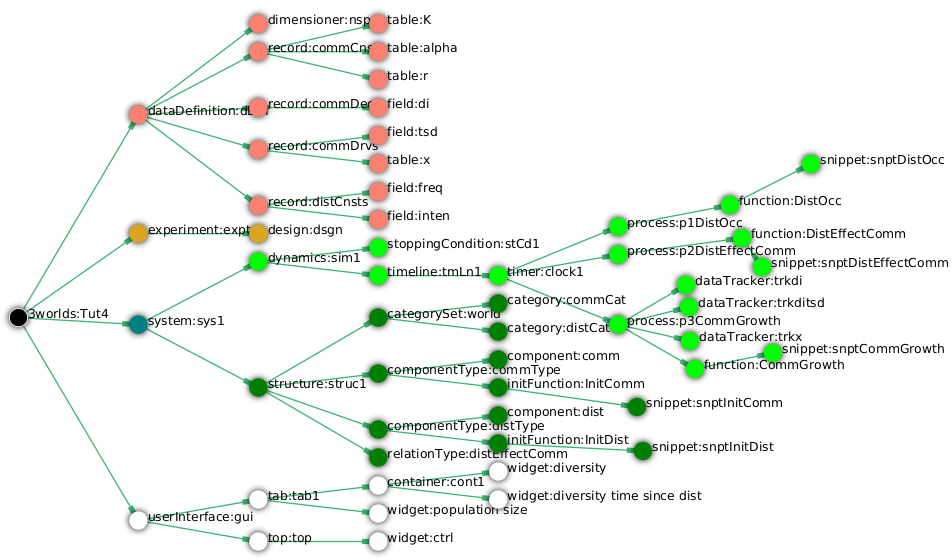 3worlds:Tut4
dataDefinition:d
dimensioner:nsp
record:commCns
table:K
table:alpha
table:r
record:commDec
field:di
record:commDrvs
field:tsd
table:x
record:distCnsts
field:freq
field:inten
experiment:expt
design:dsgn
system:sys1
dynamics:sim1
stoppingCondition:stCd1
timeline:tmLn1
timer:clock1
process:p1DistOcc
function:DistOcc
snippet:snptDistOcc
process:p2DistEffectComm
function:DistEffectComm
snippet:snptDistEffectComm
process:p3CommGrowth
dataTracker:trkdi
dataTracker:trkditsd
dataTracker:trkx
function:CommGrowth
snippet:snptCommGrowth
structure:struc1
categorySet:world
category:commCat
category:distCat
componentType:commType
component:comm
initFunction:InitComm
snippet:snptInitComm
componentType:distType
component:dist
initFunction:InitDist
snippet:snptInitDist
relationType:distEffectComm
userInterface:gui
tab:tab1
container:cont1
widget:diversity
widget:diversity time since dist
widget:population size
top:top
widget:ctrl